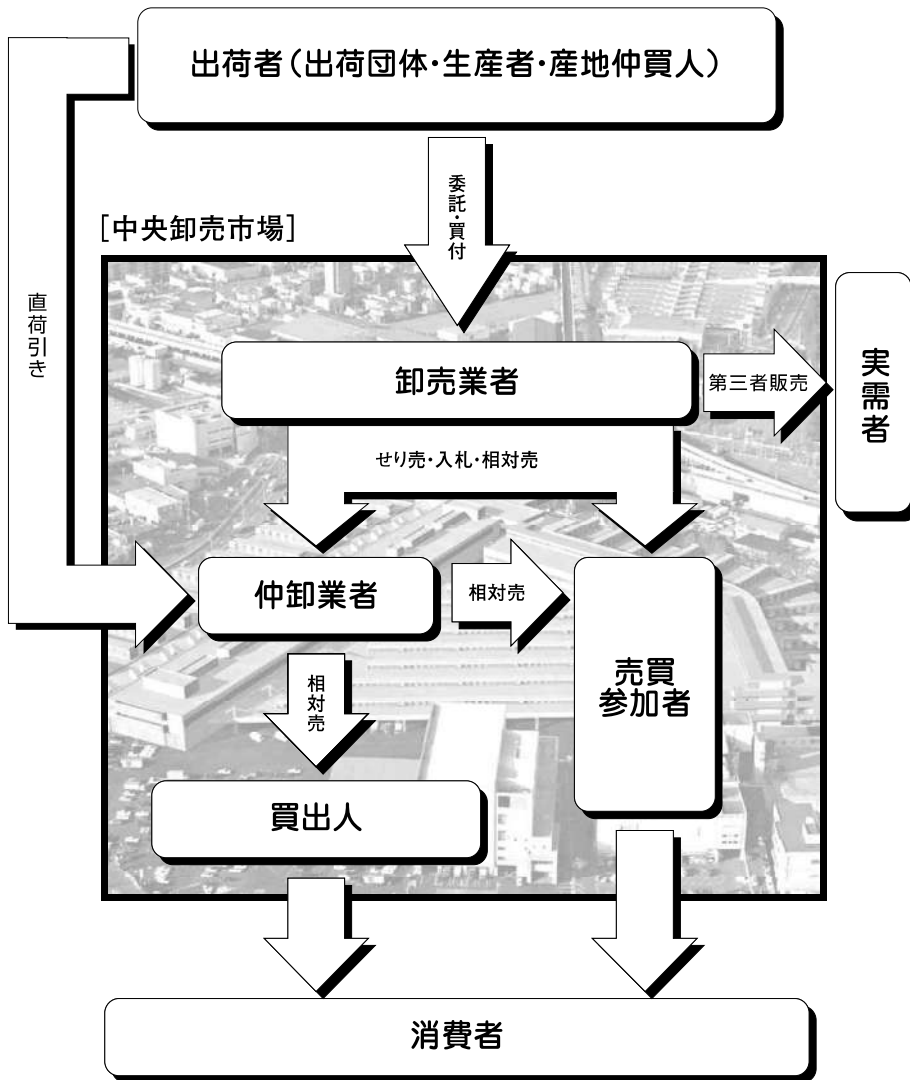 出荷者（出荷団体・生産者・産地仲買人）
委託・買付
［中央卸売市場］
直荷引き
卸売業者
第三者販売
実需者
せり売・入札・相対売
仲卸業者
相対売
売買
参加者
相対売
買出人
消費者